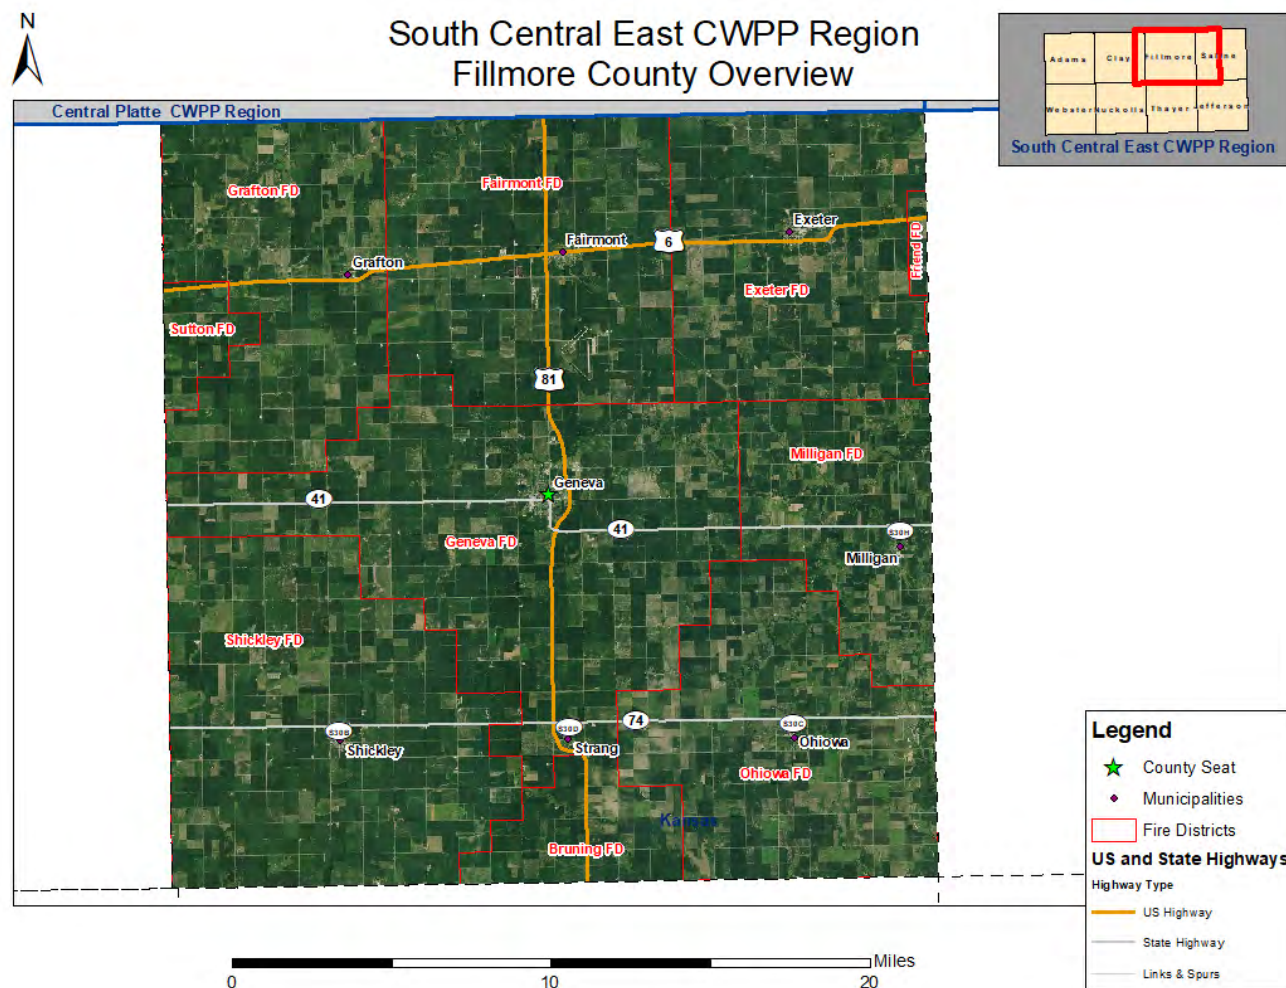 N
South Central East CWPP Region
Fillmore County Overview
Adams
Clay
Fillmore
Saline
Webster
Nuckolls
Thayer
Jefferson
South Central East CWPP Region
Central Platte CWPP Region
Grafton FD
Fairmont FD
Exeter
Fairmont
6
Friend FD
Grafton
Exeter FD
Sutton FD
81
Milligan FD
Geneva
41
41
S30H
Geneva FD
Milligan
Shickley FD
74
S30B
S30D
S30C
Shickley
Strang
Ohiowa
Ohiowa FD
Kansas
Bruning FD
Legend
County Seat
Municipalities
Fire Districts
US and State Highways
Highway Type
US Highway
State Highway
Links & Spurs
Miles
0
10
20